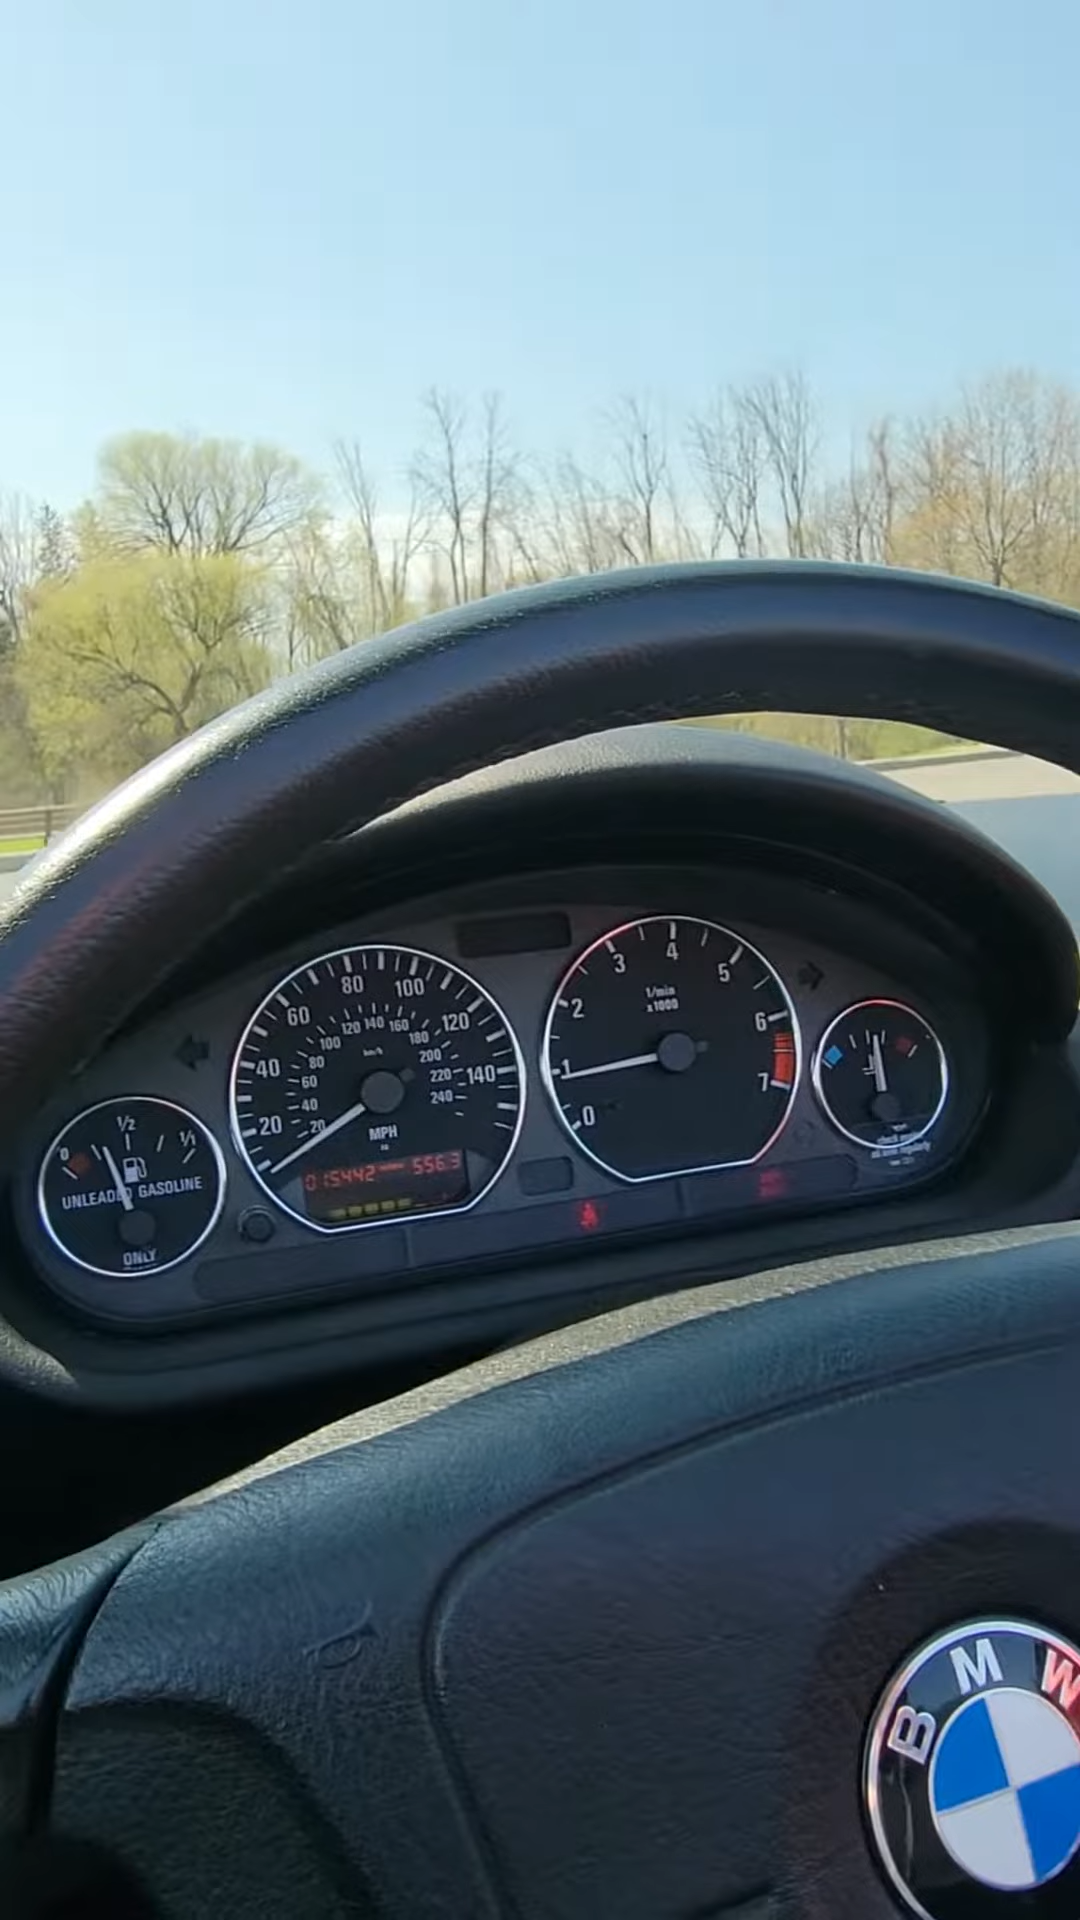 80 100
60 120
40 140
20
120 140 160
100 180
80 200
60 220
40 240
20
km/h
MPH
015442 556.3
3 4 5
2 6
1 7
0
1/min
x1000
0 1/2 1/1
UNLEADED GASOLINE
ONLY
BMW